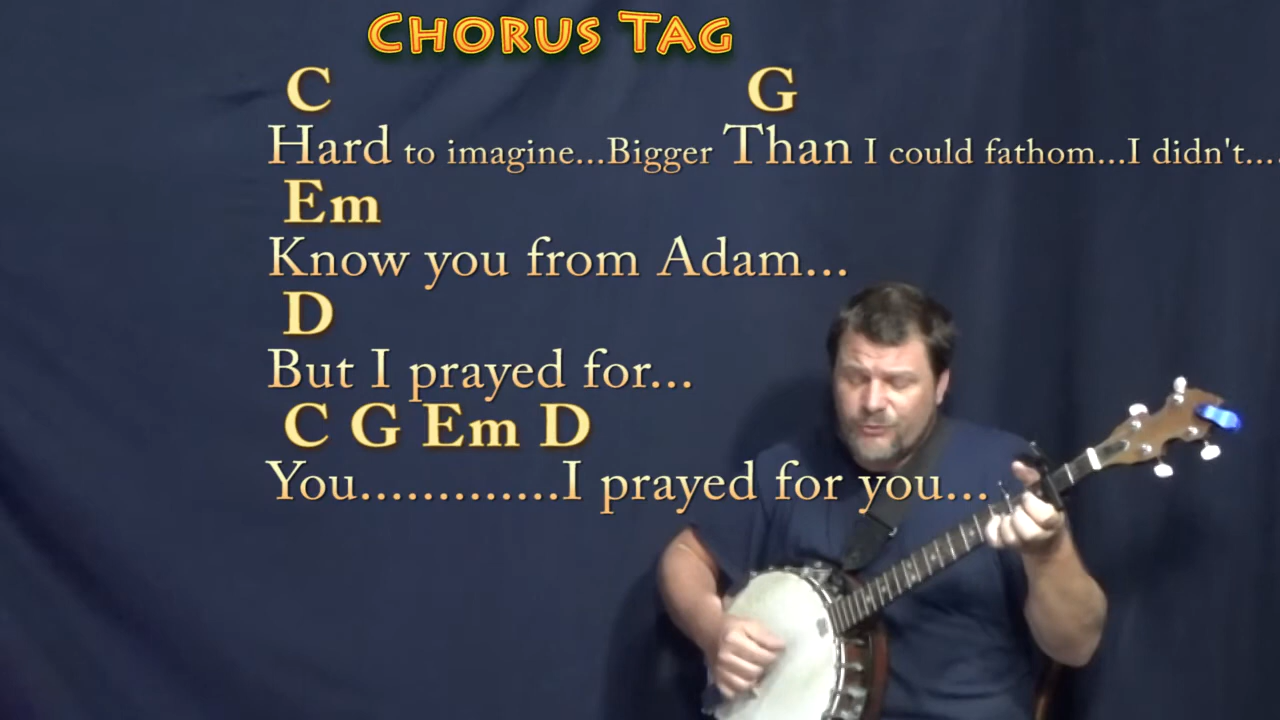 CHORUS TAG
C G
Hard to imagine...Bigger Than I could fathom...I didn't....
Em
Know you from Adam...
D
But I prayed for...
C G Em D
You.............I prayed for you...